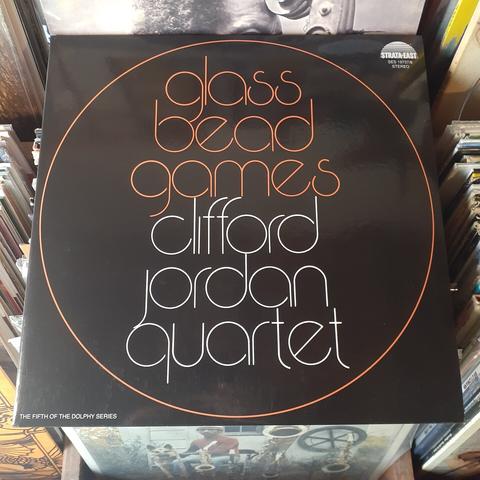 glass
bead
games
clifford
jordan
quartet
STRATA-EAST
SES 19737/8
STEREO
THE FIFTH OF THE DOLPHY SERIES